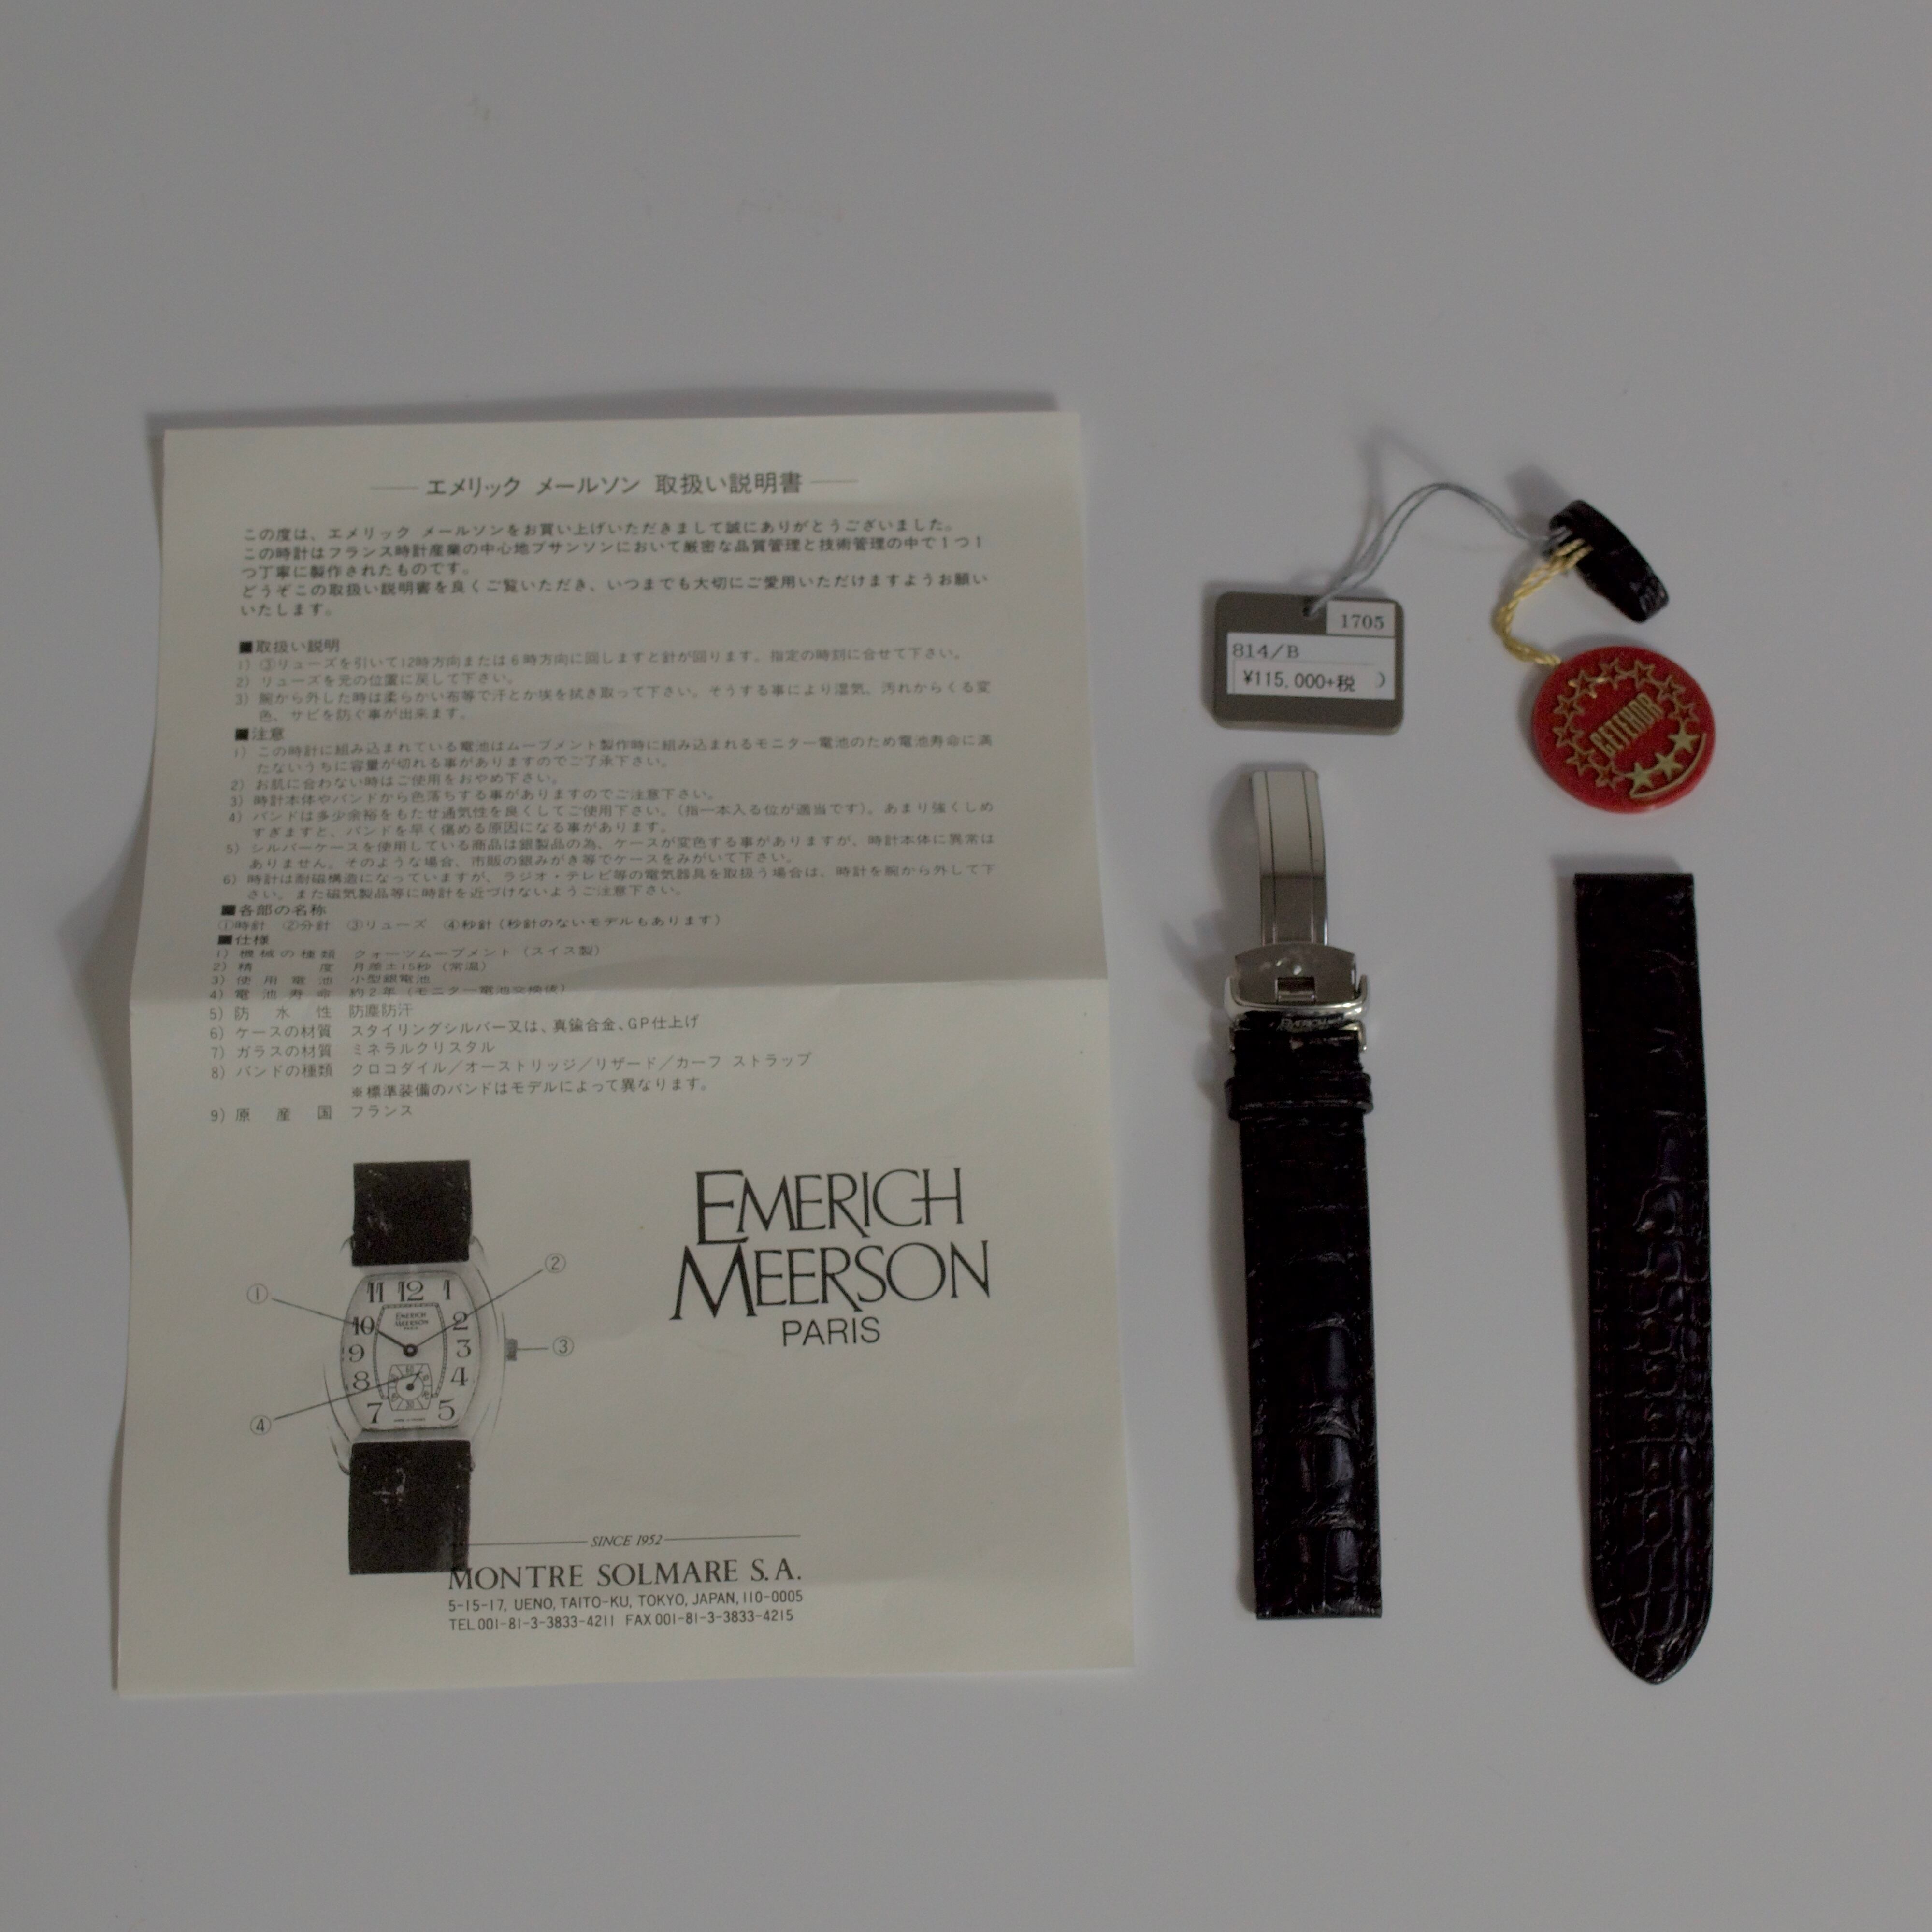 エメリック メールソン 取扱い説明書
この度は、エメリック メールソンをお買い上げいただきまして誠にありがとうございました。
この時計はフランス時計産業の中心地ブサンソンにおいて厳密な品質管理と技術管理の中で1つ1
つ丁寧に製作されたものです。
どうぞこの取扱い説明書を良くご覧いただき、いつまでも大切にご愛用いただけますようお願い
いたします。
■取扱い説明
1) ③リューズを引いて12時方向または6時方向に回しますと針が回ります。指定の時刻に合せて下さい。
2) リューズを元の位置に戻して下さい。
3) 腕から外した時は柔らかい布等で汗とか埃を拭き取って下さい。そうする事により湿気、汚れからくる変
色、サビを防ぐ事が出来ます。
■注意
1) この時計に組み込まれている電池はムーブメント製作時に組み込まれるモニター電池のため電池寿命に満
たないうちに容量が切れる事がありますのでご了承下さい。
2) お肌に合わない時はご使用をおやめ下さい。
3) 時計本体やバンドから色落ちする事がありますのでご注意下さい。
4) バンドは多少余裕をもたせ通気性を良くしてご使用下さい。(指一本入る位が適当です)。あまり強くしめ
すぎますと、バンドを早く傷める原因になる事があります。
5) シルバーケースを使用している商品は銀製品の為、ケースが変色する事がありますが、時計本体に異常は
ありません。そのような場合、市販の銀みがき等でケースをみがいて下さい。
6) 時計は耐磁構造になっていますが、ラジオ・テレビ等の電気器具を取扱う場合は、時計を腕から外して下
さい。また磁気製品等に時計を近づけないようご注意下さい。
■各部の名称
①時針 ②分針 ③リューズ ④秒針(秒針のないモデルもあります)
■仕様
1) 機械の種類 クォーツムーブメント (スイス製)
2) 精度 月差±15秒 (常温)
3) 使用電池 小型銀電池
4) 電池寿命 約2年 (モニター電池交換後)
5) 防水性 防塵防汗
6) ケースの材質 スタイリングシルバー又は、真鍮合金、GP仕上げ
7) ガラスの材質 ミネラルクリスタル
8) バンドの種類 クロコダイル/オーストリッジ/リザード/カーフ ストラップ
※標準装備のバンドはモデルによって異なります。
9) 原産国 フランス
①
②
③
④
11 12 1
10 2
9 3
8 4
7 5
EMERICH
MEERSON
60
30
EMERICH
MEERSON
PARIS
SINCE 1952
MONTRE SOLMARE S.A.
5-15-17, UENO, TAITO-KU, TOKYO, JAPAN, 110-0005
TEL 001-81-3-3833-4211 FAX 001-81-3-3833-4215
1705
814/B
¥115,000+税
CETEHOR
EMERICH